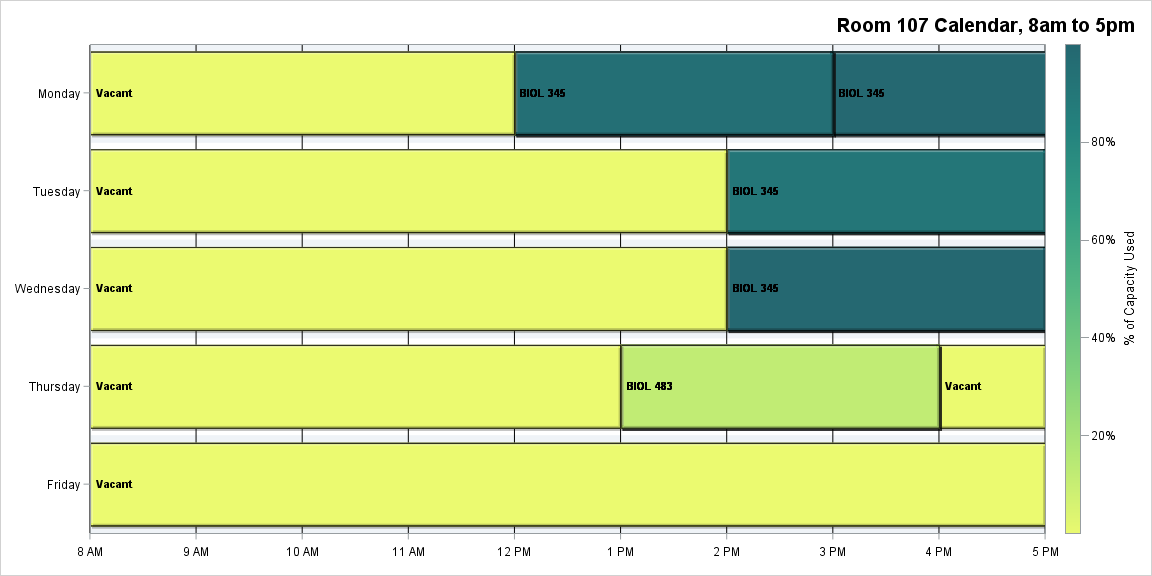 Room 107 Calendar, 8am to 5pm
Monday
Vacant
BIOL 345
BIOL 345
Tuesday
Vacant
BIOL 345
Wednesday
Vacant
BIOL 345
Thursday
Vacant
BIOL 483
Vacant
Friday
Vacant
8 AM
9 AM
10 AM
11 AM
12 PM
1 PM
2 PM
3 PM
4 PM
5 PM
80%
60%
40%
20%
% of Capacity Used